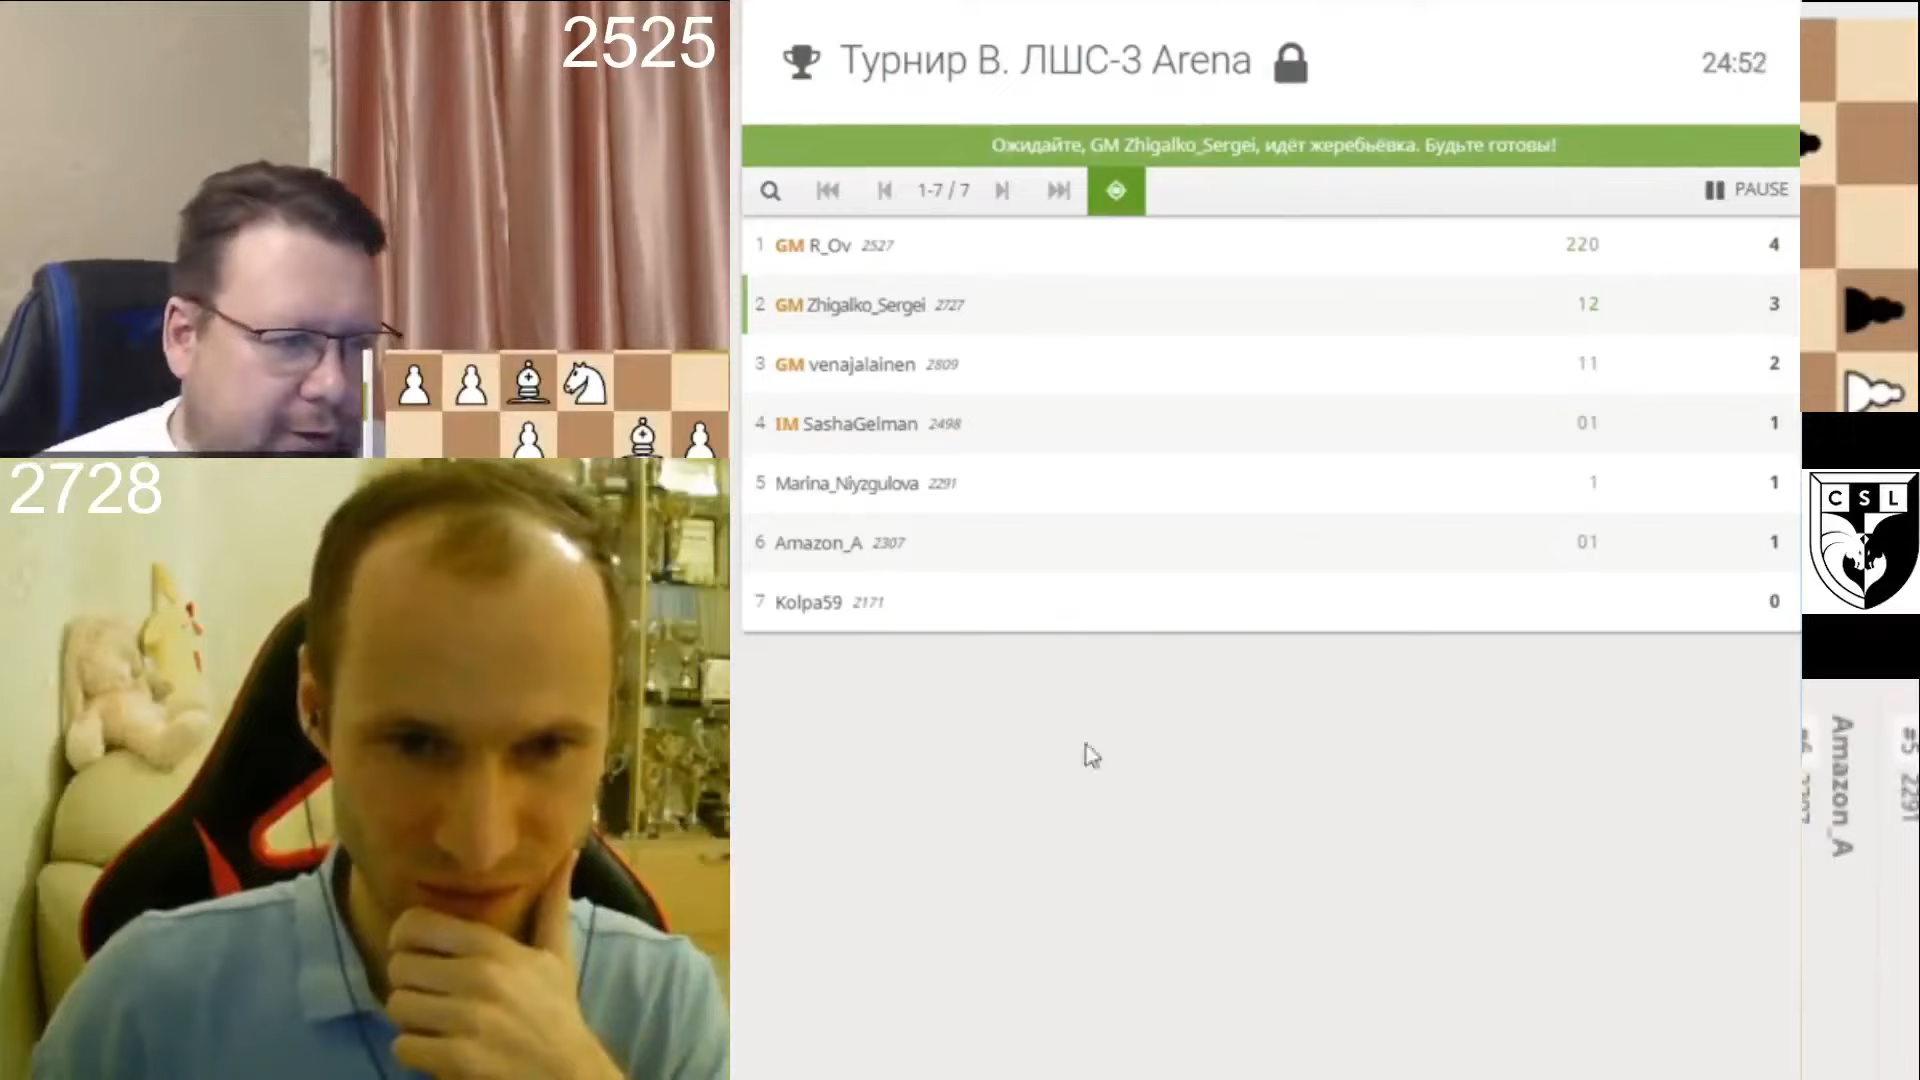 2525
2728
Турнир В. ЛШС-3 Arena
24:52
Ожидайте, GM Zhigalko_Sergei, идёт жеребьёвка. Будьте готовы!
1-7 / 7
PAUSE
1 GM R_Ov 2527 220 4
2 GM Zhigalko_Sergei 2727 12 3
3 GM venajalainen 2809 11 2
4 IM SashaGelman 2498 01 1
5 Marina_Niyzgulova 2291 1 1
6 Amazon_A 2307 01 1
7 Kolpa59 2171 0
C S L
Amazon_A
#5 2291